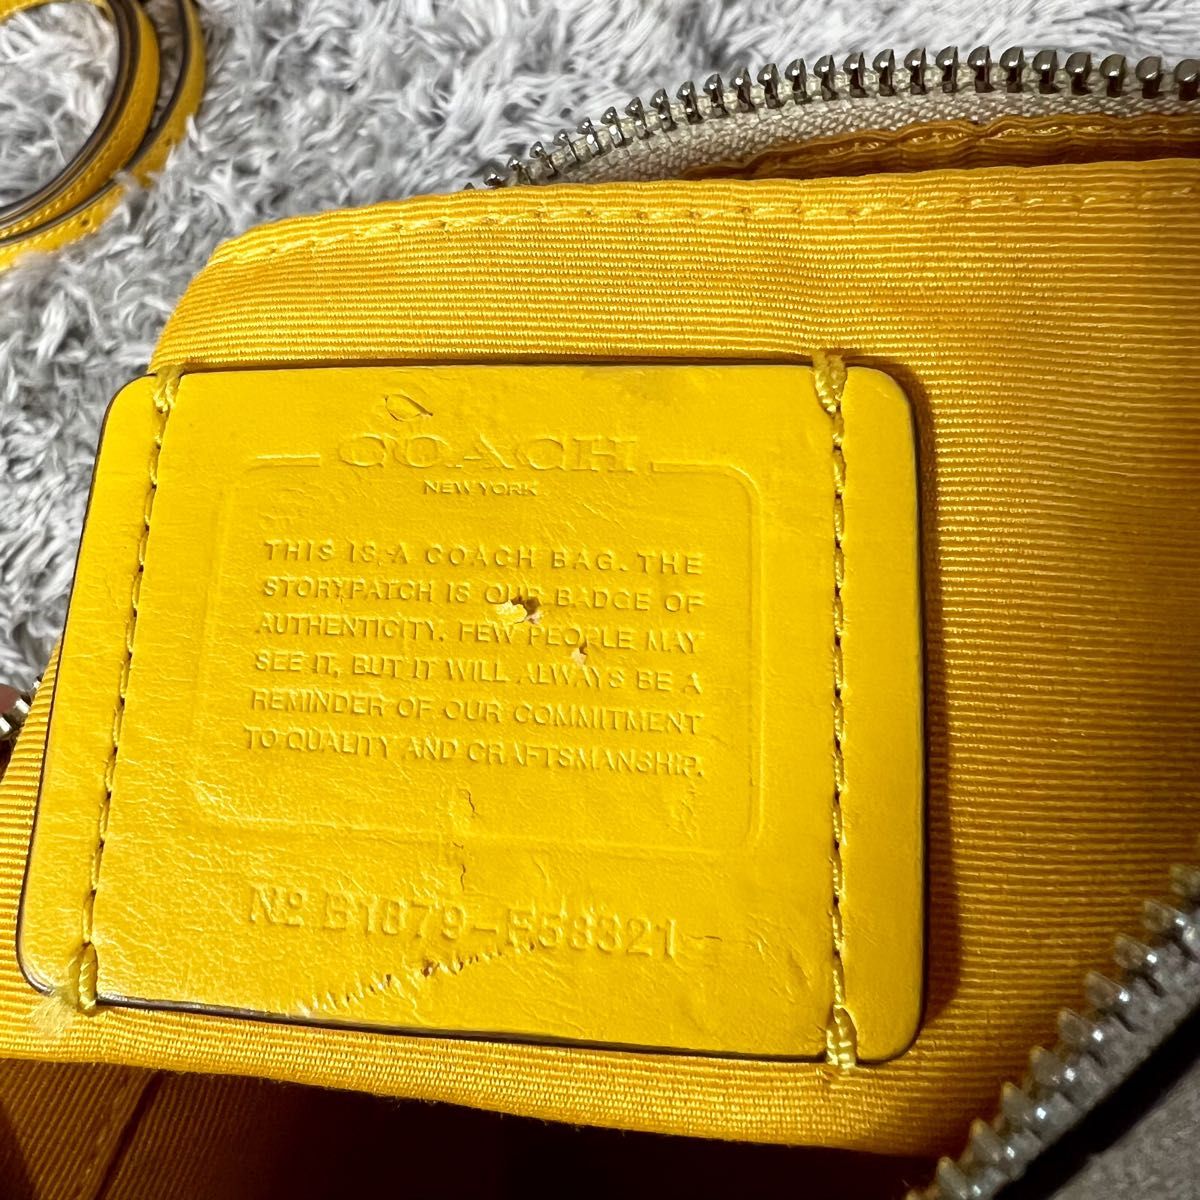 COACH
NEW YORK
THIS IS A COACH BAG. THE
STORYPATCH IS OUR BADGE OF
AUTHENTICITY. FEW PEOPLE MAY
SEE IT, BUT IT WILL ALWAYS BE A
REMINDER OF OUR COMMITMENT
TO QUALITY AND CRAFTSMANSHIP.
Nº B1879-F58321